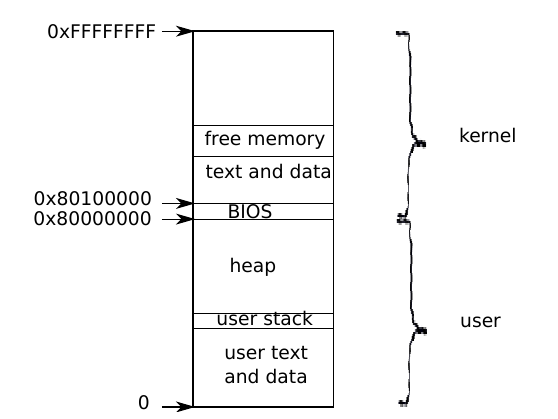 0xFFFFFFFF
kernel
free memory
text and data
0x80100000
BIOS
0x80000000
heap
user stack
user
user text
and data
0